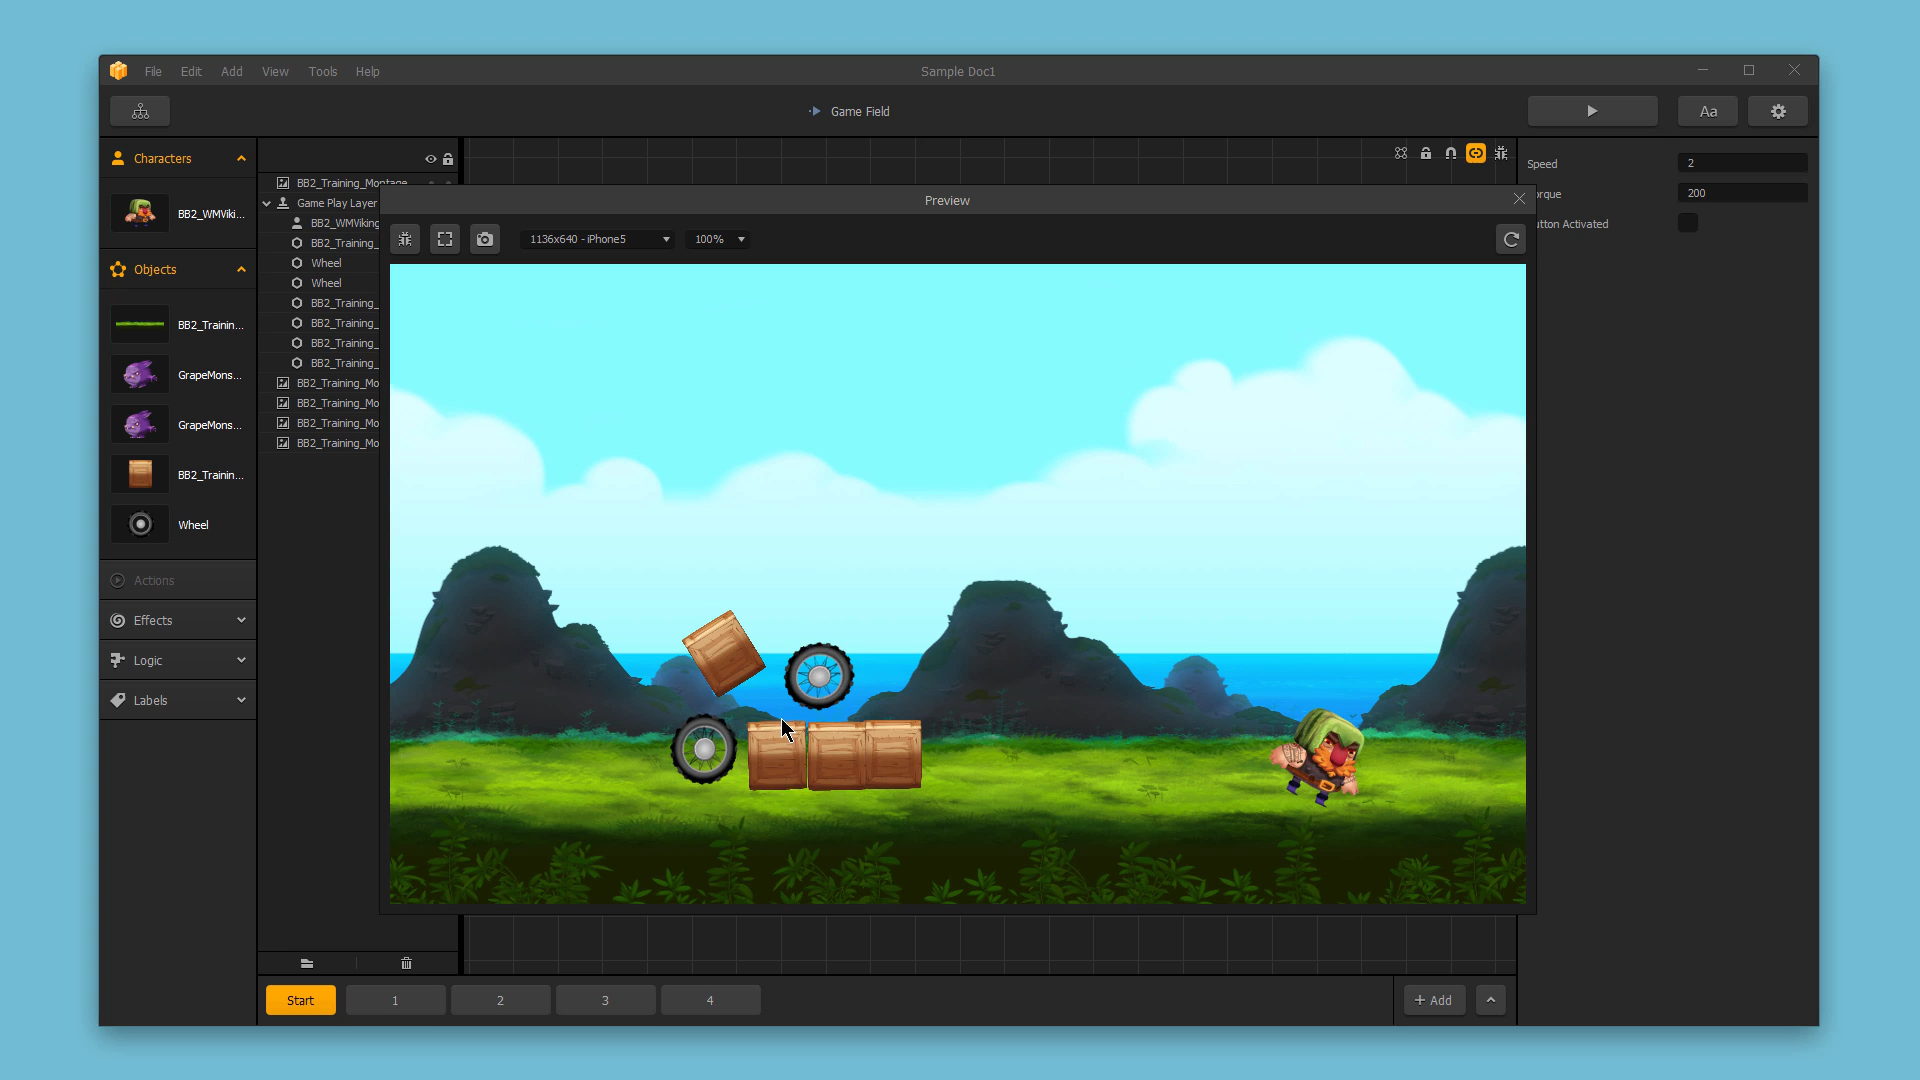 File Edit Add View Tools Help
Sample Doc1
Game Field
Aa
Characters
BB2_WMViki...
Objects
BB2_Trainin...
GrapeMons...
GrapeMons...
BB2_Trainin...
Wheel
Actions
Effects
Logic
Labels
BB2_Training_Montage
Game Play Layer
BB2_WMViking
BB2_Training_
Wheel
Wheel
BB2_Training_
BB2_Training_
BB2_Training_
BB2_Training_
BB2_Training_Mo
BB2_Training_Mo
BB2_Training_Mo
BB2_Training_Mo
Preview
1136x640 - iPhone5
100%
Speed 2
orque 200
utton Activated
Start 1 2 3 4
+ Add